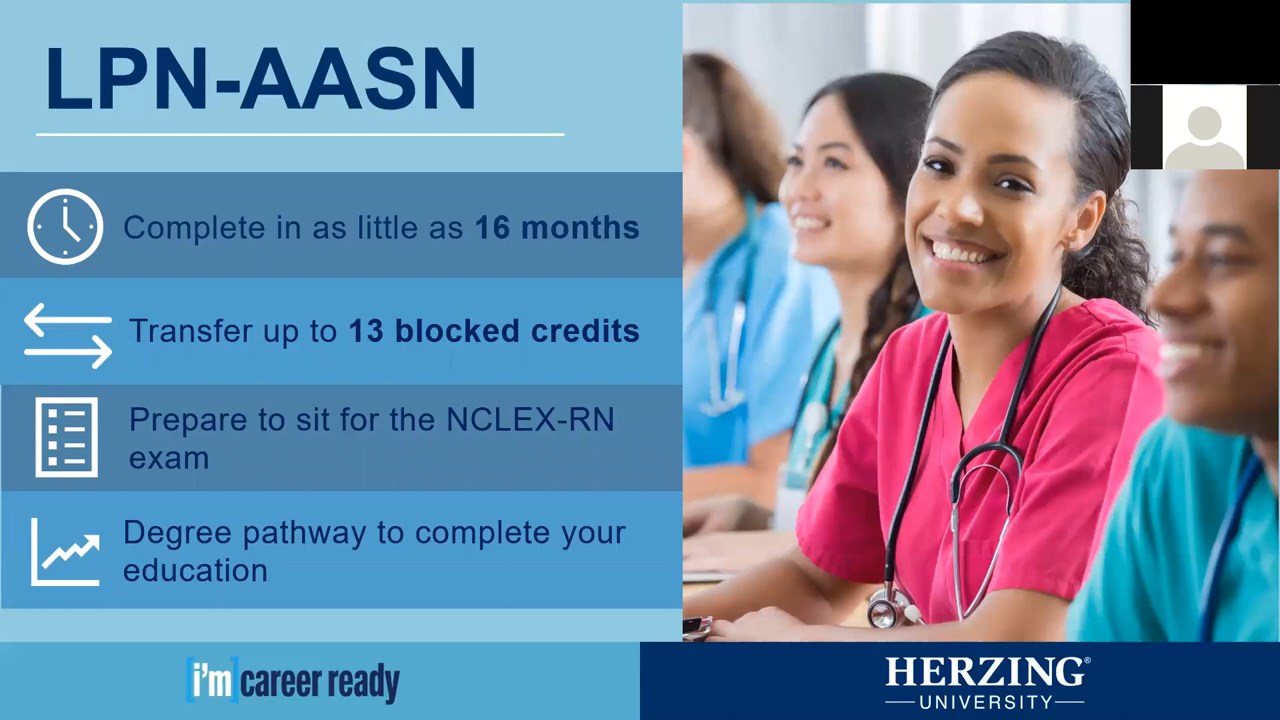 LPN-AASN
Complete in as little as 16 months
Transfer up to 13 blocked credits
Prepare to sit for the NCLEX-RN
exam
Degree pathway to complete your
education
[i'm] career ready
HERZING®
UNIVERSITY